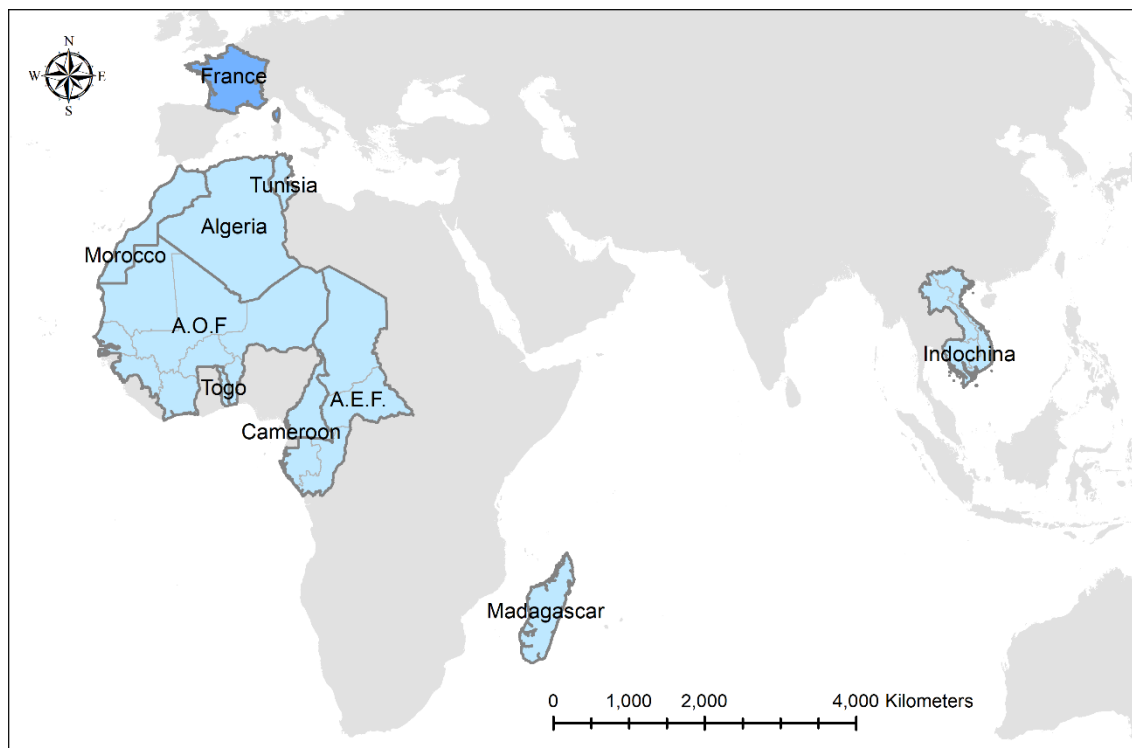 N
W E
S
France
Tunisia
Algeria
Morocco
A.O.F
Indochina
Togo
A.E.F.
Cameroon
Madagascar
0 1,000 2,000 4,000 Kilometers